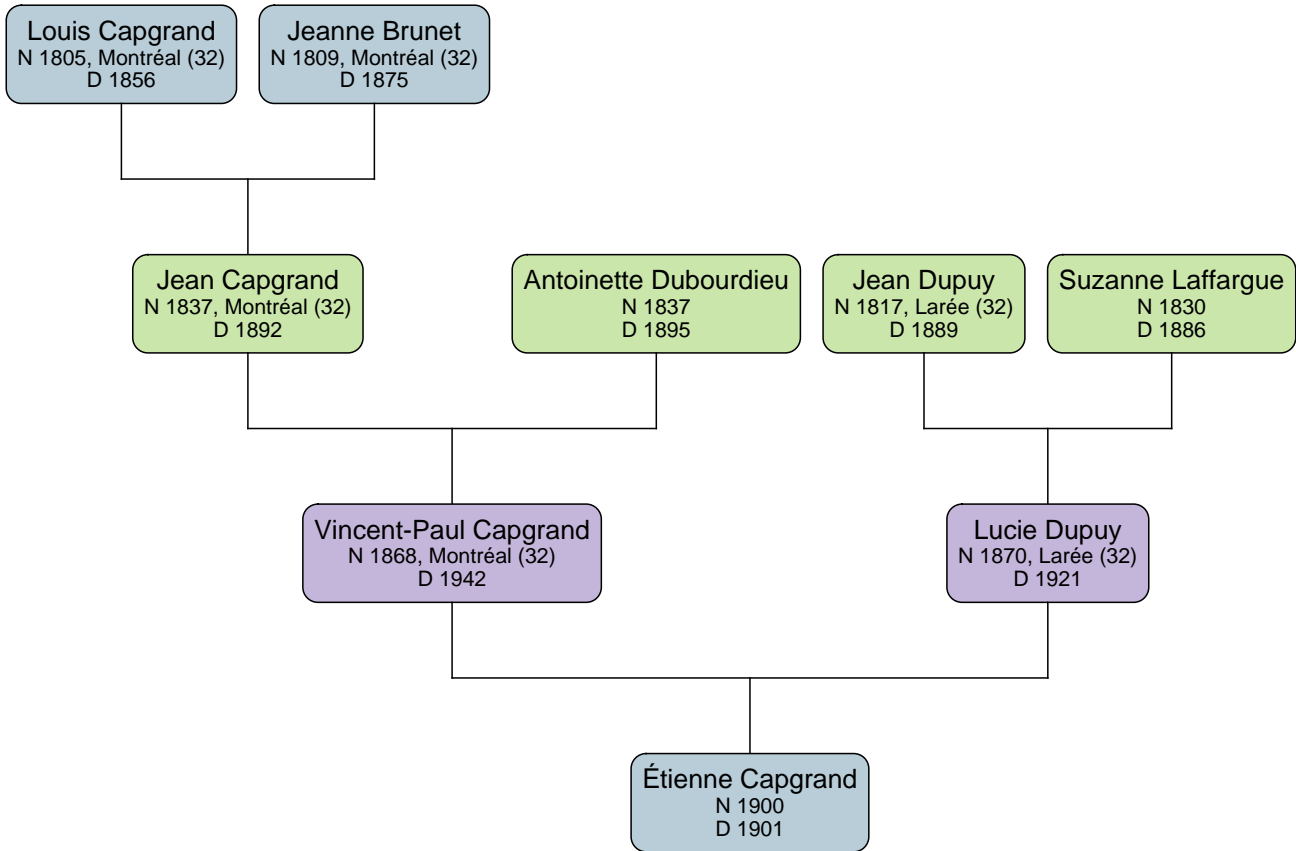 Louis Capgrand
N 1805, Montréal (32)
D 1856
Jeanne Brunet
N 1809, Montréal (32)
D 1875
Jean Capgrand
N 1837, Montréal (32)
D 1892
Antoinette Dubourdieu
N 1837
D 1895
Jean Dupuy
N 1817, Larée (32)
D 1889
Suzanne Laffargue
N 1830
D 1886
Vincent-Paul Capgrand
N 1868, Montréal (32)
D 1942
Lucie Dupuy
N 1870, Larée (32)
D 1921
Étienne Capgrand
N 1900
D 1901